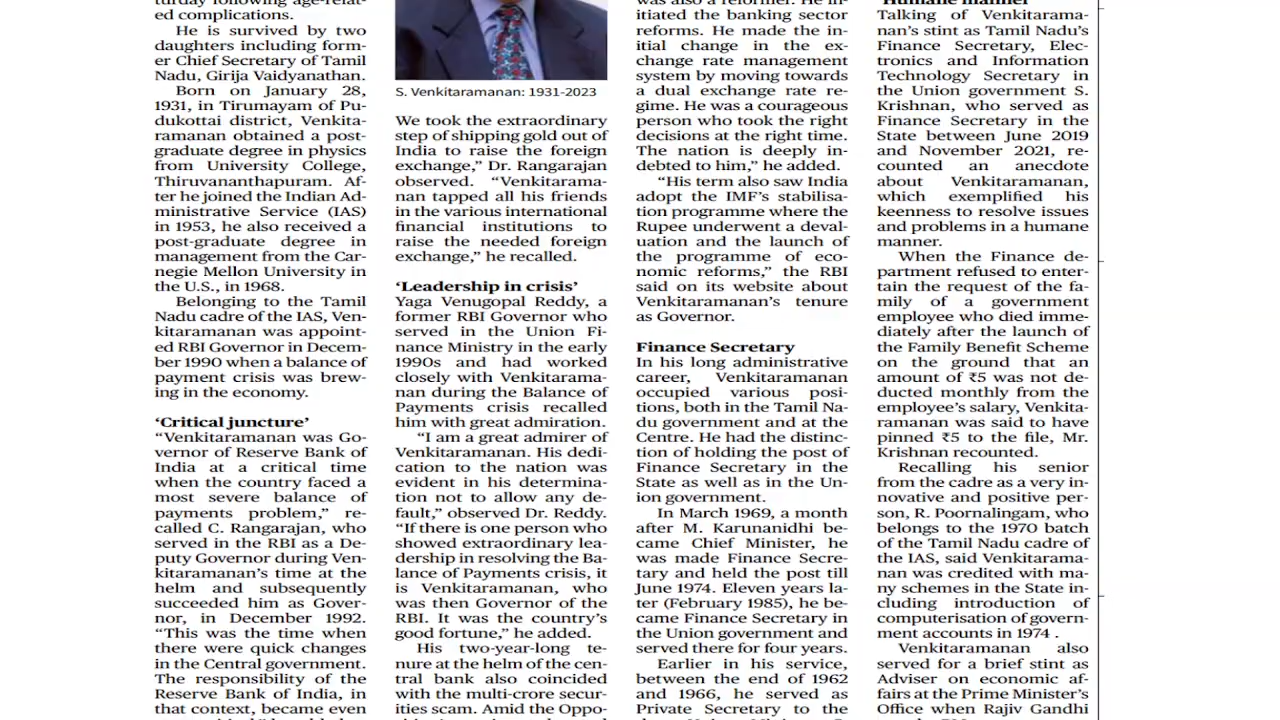 turday following age-relat-
ed complications.
He is survived by two
daughters including form-
er Chief Secretary of Tamil
Nadu, Girija Vaidyanathan.
Born on January 28,
1931, in Tirumayam of Pu-
dukottai district, Venkita-
ramanan obtained a post-
graduate degree in physics
from University College,
Thiruvananthapuram. Af-
ter he joined the Indian Ad-
ministrative Service (IAS)
in 1953, he also received a
post-graduate degree in
management from the Car-
negie Mellon University in
the U.S., in 1968.
Belonging to the Tamil
Nadu cadre of the IAS, Ven-
kitaramanan was appoint-
ed RBI Governor in Decem-
ber 1990 when a balance of
payment crisis was brew-
ing in the economy.
‘Critical juncture’
“Venkitaramanan was Go-
vernor of Reserve Bank of
India at a critical time
when the country faced a
most severe balance of
payments problem,” re-
called C. Rangarajan, who
served in the RBI as a De-
puty Governor during Ven-
kitaramanan’s time at the
helm and subsequently
succeeded him as Gover-
nor, in December 1992.
“This was the time when
there were quick changes
in the Central government.
The responsibility of the
Reserve Bank of India, in
that context, became even
S. Venkitaramanan: 1931-2023
We took the extraordinary
step of shipping gold out of
India to raise the foreign
exchange,” Dr. Rangarajan
observed. “Venkitarama-
nan tapped all his friends
in the various international
financial institutions to
raise the needed foreign
exchange,” he recalled.
‘Leadership in crisis’
Yaga Venugopal Reddy, a
former RBI Governor who
served in the Union Fi-
nance Ministry in the early
1990s and had worked
closely with Venkitarama-
nan during the Balance of
Payments crisis recalled
him with great admiration.
“I am a great admirer of
Venkitaramanan. His dedi-
cation to the nation was
evident in his determina-
tion not to allow any de-
fault,” observed Dr. Reddy.
“If there is one person who
showed extraordinary lea-
dership in resolving the Ba-
lance of Payments crisis, it
is Venkitaramanan, who
was then Governor of the
RBI. It was the country’s
good fortune,” he added.
His two-year-long te-
nure at the helm of the cen-
tral bank also coincided
with the multi-crore secur-
ities scam. Amid the Oppo-
was also a reformer. He in-
itiated the banking sector
reforms. He made the in-
itial change in the ex-
change rate management
system by moving towards
a dual exchange rate re-
gime. He was a courageous
person who took the right
decisions at the right time.
The nation is deeply in-
debted to him,” he added.
“His term also saw India
adopt the IMF’s stabilisa-
tion programme where the
Rupee underwent a deval-
uation and the launch of
the programme of eco-
nomic reforms,” the RBI
said on its website about
Venkitaramanan’s tenure
as Governor.
Finance Secretary
In his long administrative
career, Venkitaramanan
occupied various posi-
tions, both in the Tamil Na-
du government and at the
Centre. He had the distinc-
tion of holding the post of
Finance Secretary in the
State as well as in the Un-
ion government.
In March 1969, a month
after M. Karunanidhi be-
came Chief Minister, he
was made Finance Secre-
tary and held the post till
June 1974. Eleven years la-
ter (February 1985), he be-
came Finance Secretary in
the Union government and
served there for four years.
Earlier in his service,
between the end of 1962
and 1966, he served as
Private Secretary to the
‘Humane manner’
Talking of Venkitarama-
nan’s stint as Tamil Nadu’s
Finance Secretary, Elec-
tronics and Information
Technology Secretary in
the Union government S.
Krishnan, who served as
Finance Secretary in the
State between June 2019
and November 2021, re-
counted an anecdote
about Venkitaramanan,
which exemplified his
keenness to resolve issues
and problems in a humane
manner.
When the Finance de-
partment refused to enter-
tain the request of the fa-
mily of a government
employee who died imme-
diately after the launch of
the Family Benefit Scheme
on the ground that an
amount of ₹5 was not de-
ducted monthly from the
employee’s salary, Venkita-
ramanan was said to have
pinned ₹5 to the file, Mr.
Krishnan recounted.
Recalling his senior
from the cadre as a very in-
novative and positive per-
son, R. Poornalingam, who
belongs to the 1970 batch
of the Tamil Nadu cadre of
the IAS, said Venkitarama-
nan was credited with ma-
ny schemes in the State in-
cluding introduction of
computerisation of govern-
ment accounts in 1974 .
Venkitaramanan also
served for a brief stint as
Adviser on economic af-
fairs at the Prime Minister’s
Office when Rajiv Gandhi